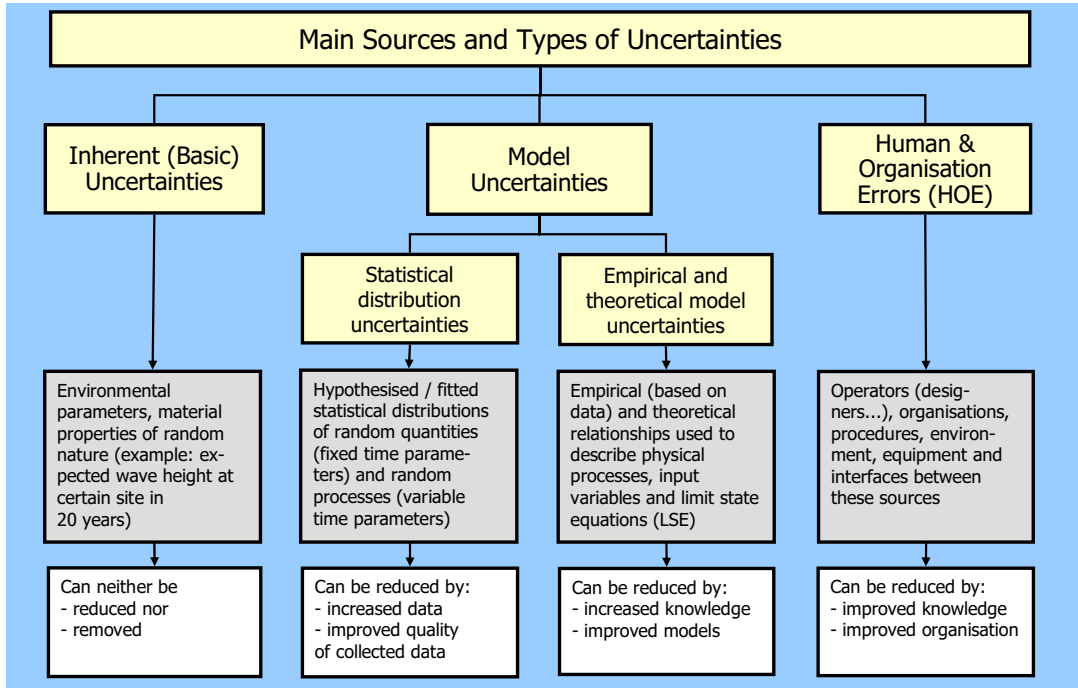 Main Sources and Types of Uncertainties
Inherent (Basic)
Uncertainties
Model
Uncertainties
Human &
Organisation
Errors (HOE)
Statistical
distribution
uncertainties
Empirical and
theoretical model
uncertainties
Environmental
parameters, material
properties of random
nature (example: ex-
pected wave height at
certain site in
20 years)
Hypothesised / fitted
statistical distributions
of random quantities
(fixed time parame-
ters) and random
processes (variable
time parameters)
Empirical (based on
data) and theoretical
relationships used to
describe physical
processes, input
variables and limit state
equations (LSE)
Operators (desig-
ners...), organisations,
procedures, environ-
ment, equipment and
interfaces between
these sources
Can neither be
- reduced nor
- removed
Can be reduced by:
- increased data
- improved quality
of collected data
Can be reduced by:
- increased knowledge
- improved models
Can be reduced by:
- improved knowledge
- improved organisation